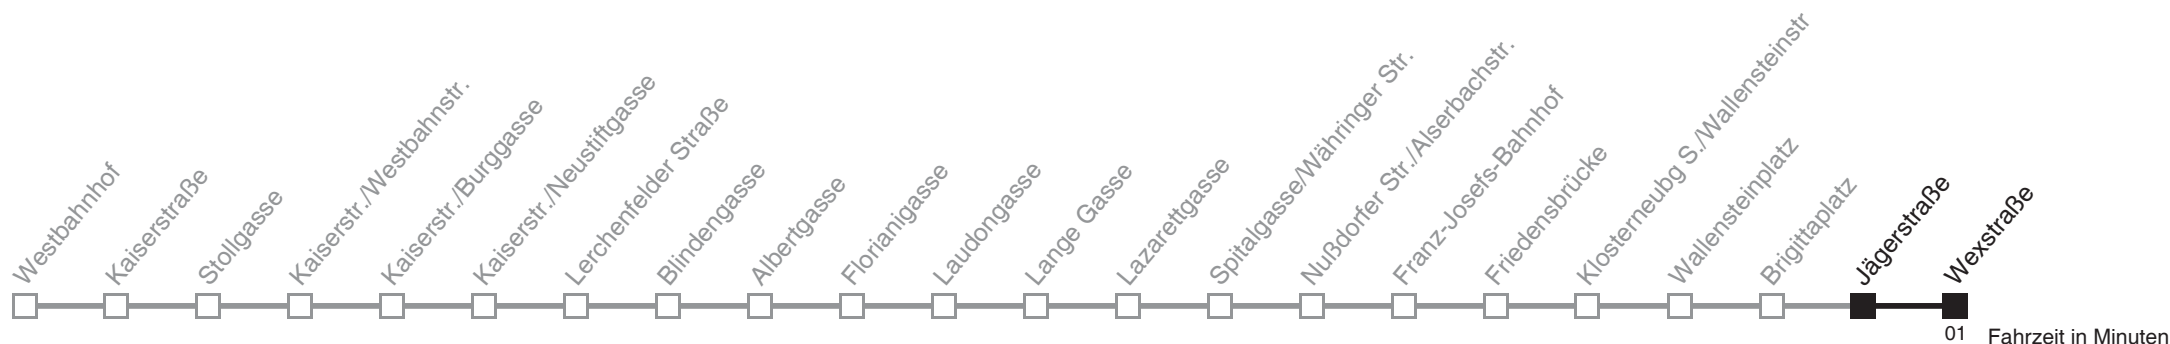 Westbahnhof
Kaiserstraße
Stollgasse
Kaiserstr./Westbahnstr.
Kaiserstr./Burggasse
Kaiserstr./Neustiftgasse
Lerchenfelder Straße
Blindengasse
Albertgasse
Florianigasse
Laudongasse
Lange Gasse
Lazarettgasse
Spitalgasse/Währinger Str.
Nußdorfer Str./Alserbachstr.
Franz-Josefs-Bahnhof
Friedensbrücke
Klosterneubg S./Wallensteinstr
Wallensteinplatz
Brigittaplatz
Jägerstraße
Wexstraße
01 Fahrzeit in Minuten